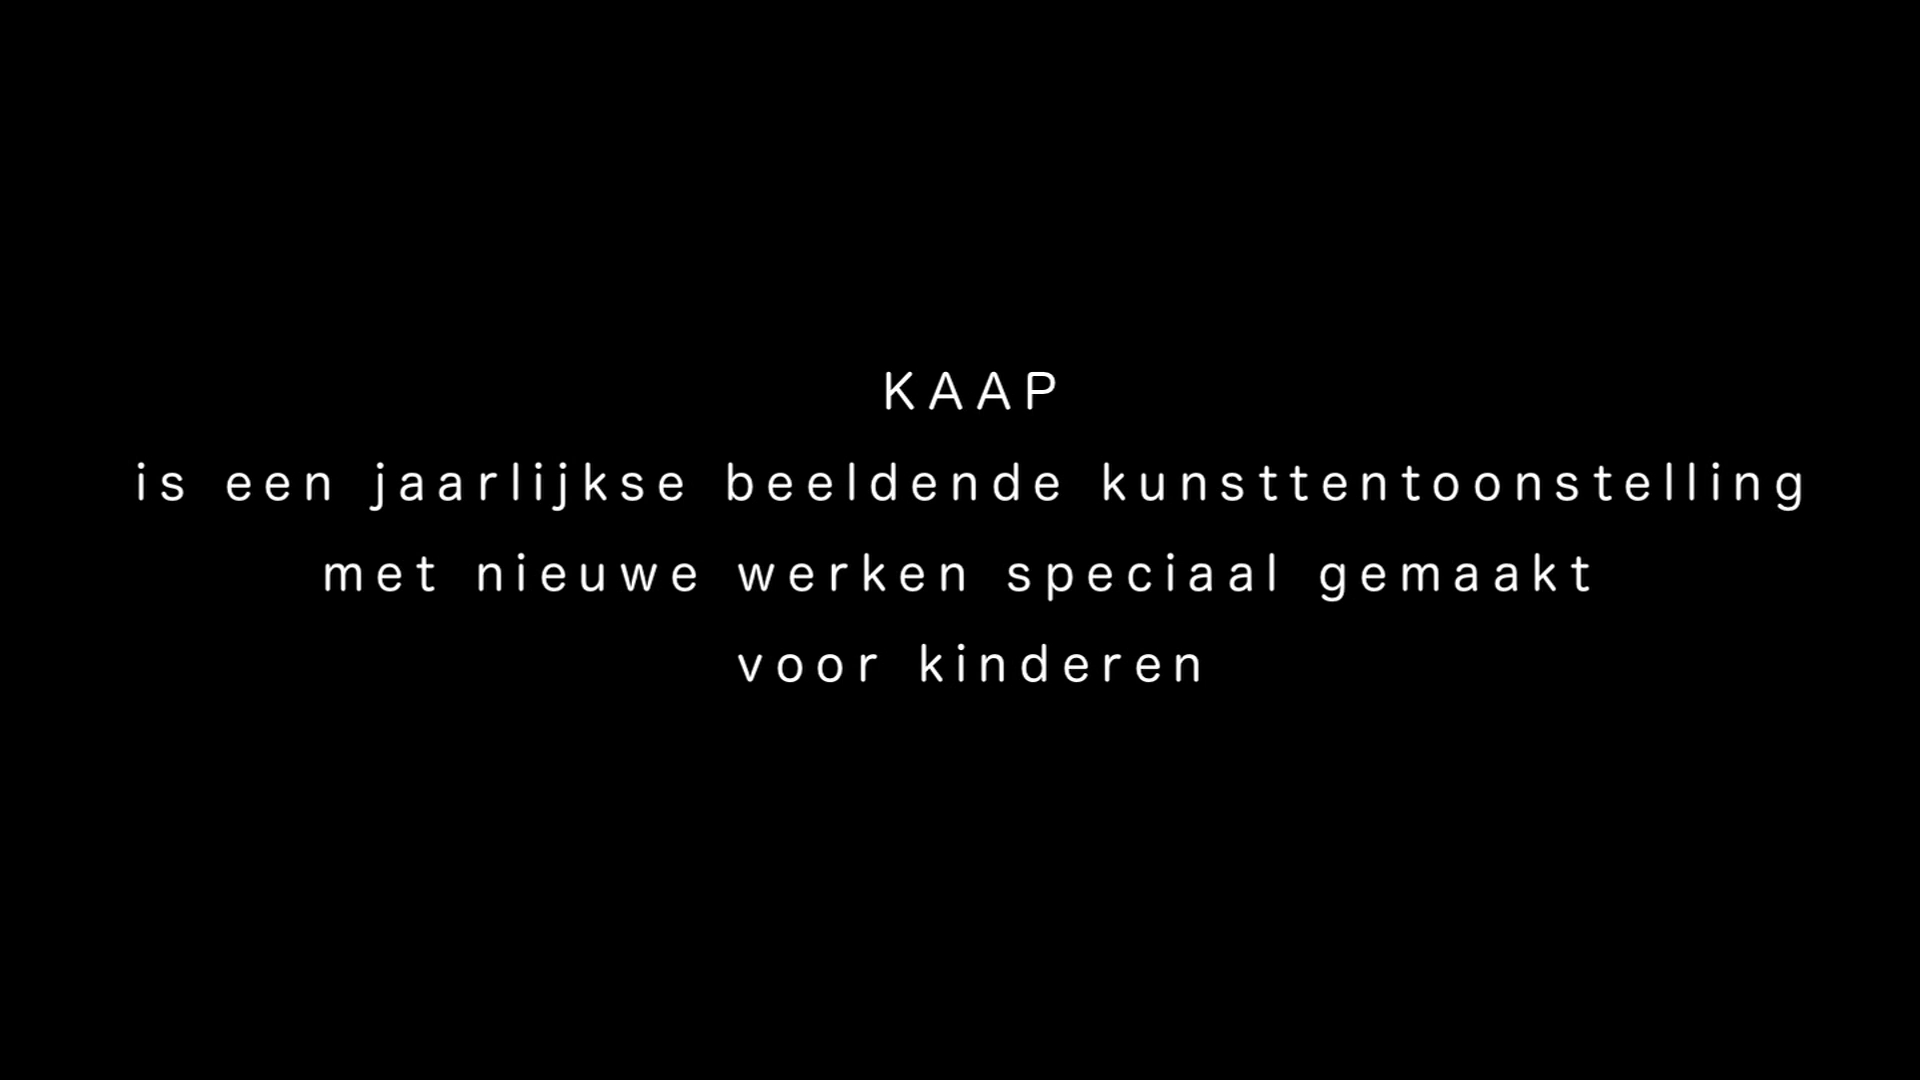 KAAP
is een jaarlijkse beeldende kunsttentoonstelling
met nieuwe werken speciaal gemaakt
voor kinderen